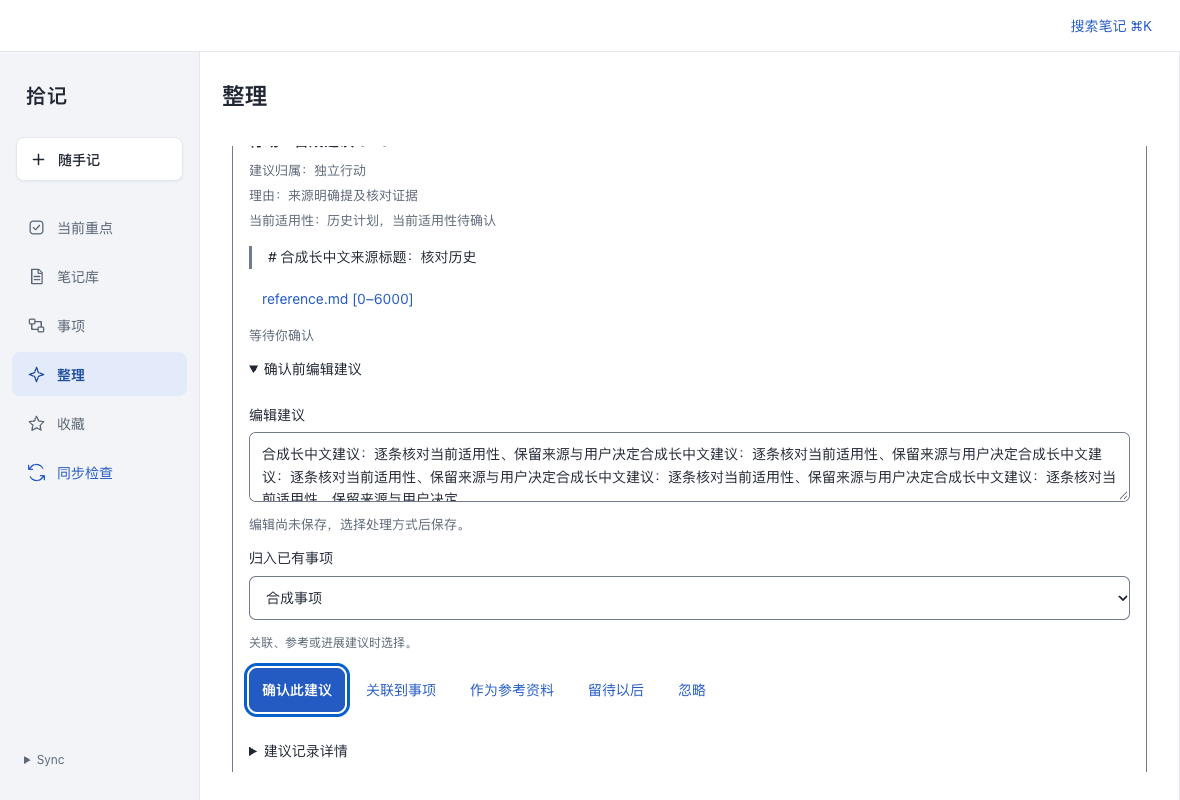 搜索笔记 ⌘K
拾记
+ 随手记
当前重点
笔记库
事项
整理
收藏
同步检查
Sync
整理
建议归属：独立行动
理由：来源明确提及核对证据
当前适用性：历史计划，当前适用性待确认
# 合成长中文来源标题：核对历史
reference.md [0–6000]
等待你确认
▼ 确认前编辑建议
编辑建议
合成长中文建议：逐条核对当前适用性、保留来源与用户决定合成长中文建议：逐条核对当前适用性、保留来源与用户决定合成长中文建
议：逐条核对当前适用性、保留来源与用户决定合成长中文建议：逐条核对当前适用性、保留来源与用户决定合成长中文建议：逐条核对当
前适用性、保留来源与用户决定
编辑尚未保存，选择处理方式后保存。
归入已有事项
合成事项
关联、参考或进展建议时选择。
确认此建议
关联到事项
作为参考资料
留待以后
忽略
▶ 建议记录详情